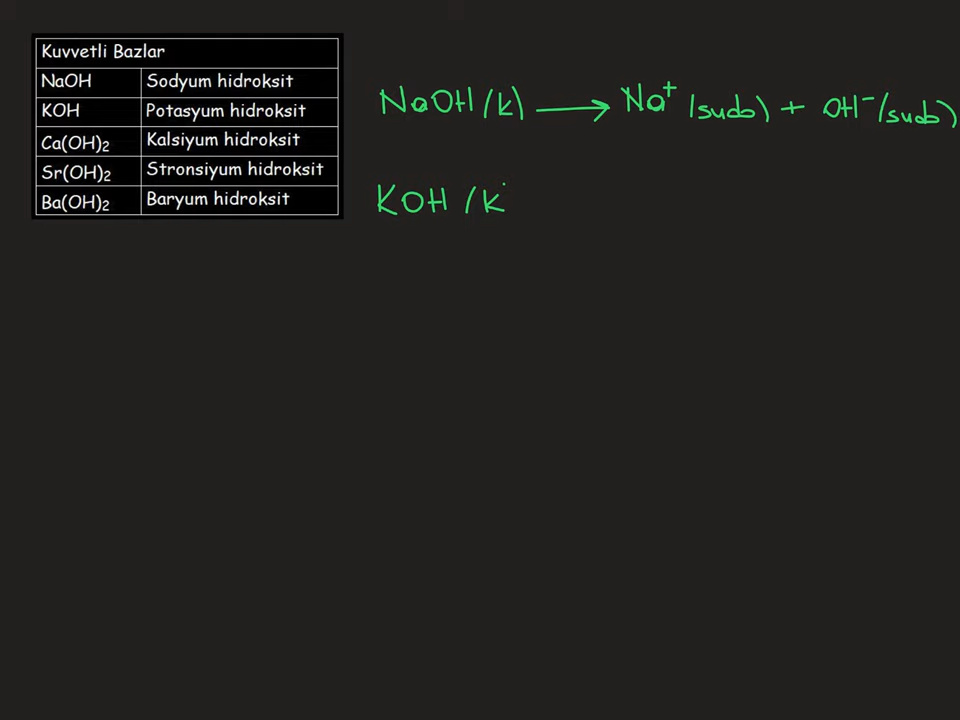 Kuvvetli Bazlar
NaOH Sodyum hidroksit
KOH Potasyum hidroksit
Ca(OH)₂ Kalsiyum hidroksit
Sr(OH)₂ Stronsiyum hidroksit
Ba(OH)₂ Baryum hidroksit
NaOH (k) ⟶ Na⁺ (suda) + OH⁻ (suda)
KOH (k